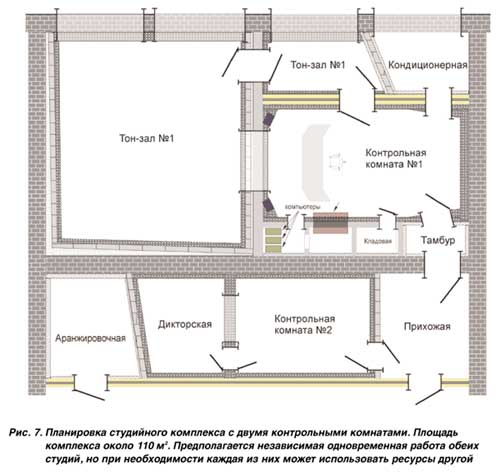 Тон-зал №1
Тон-зал №1
Кондиционерная
Контрольная
комната №1
компьютеры
Кладовая
Тамбур
Аранжировочная
Дикторская
Контрольная
комната №2
Прихожая
Рис. 7. Планировка студийного комплекса с двумя контрольными комнатами. Площадь
комплекса около 110 м². Предполагается независимая одновременная работа обеих
студий, но при необходимости каждая из них может использовать ресурсы другой